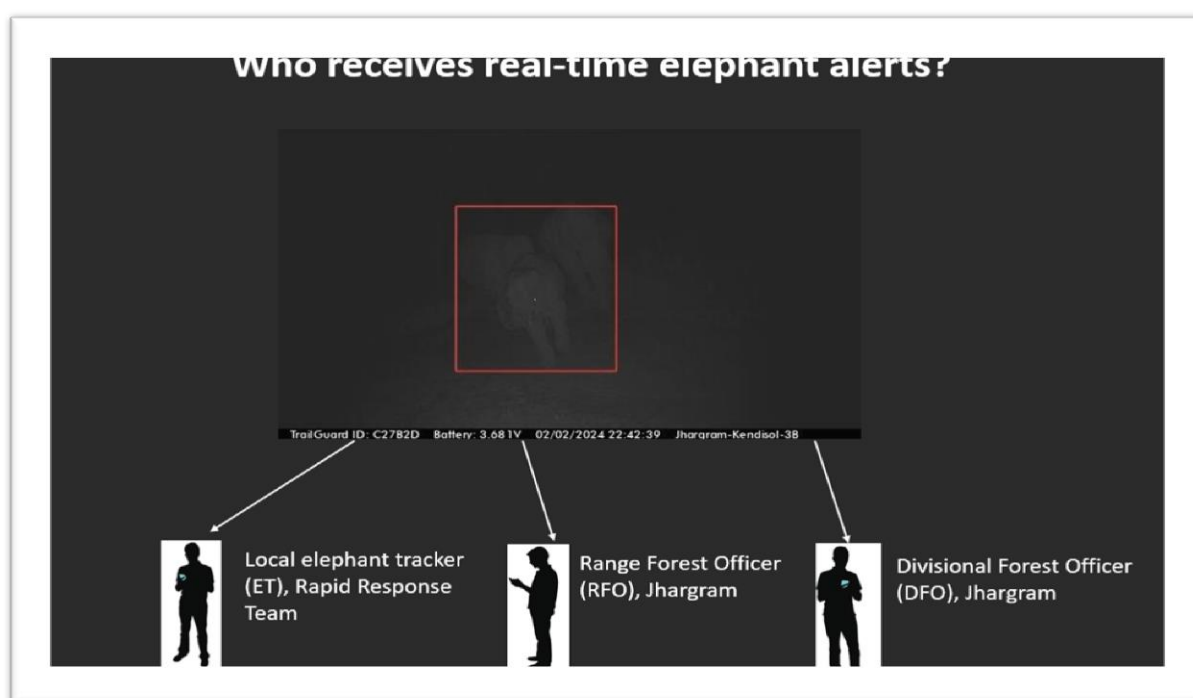 Who receives real-time elephant alerts?
TrailGuard ID: C2782D Battery: 3.681V 02/02/2024 22:42:39 Jhargram-Kendisol-3B
Local elephant tracker
(ET), Rapid Response
Team
Range Forest Officer
(RFO), Jhargram
Divisional Forest Officer
(DFO), Jhargram